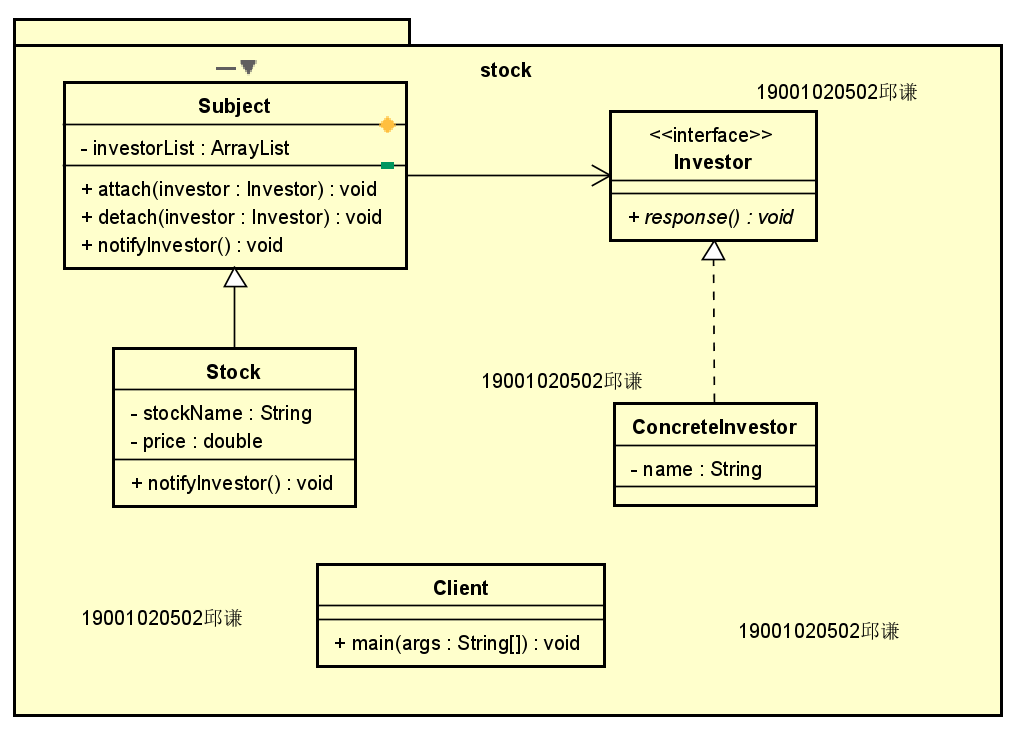 stock
19001020502邱谦
Subject
- investorList : ArrayList
+ attach(investor : Investor) : void
+ detach(investor : Investor) : void
+ notifyInvestor() : void
<<interface>>
Investor
+ response() : void
Stock
- stockName : String
- price : double
+ notifyInvestor() : void
19001020502邱谦
ConcreteInvestor
- name : String
Client
+ main(args : String[]) : void
19001020502邱谦
19001020502邱谦